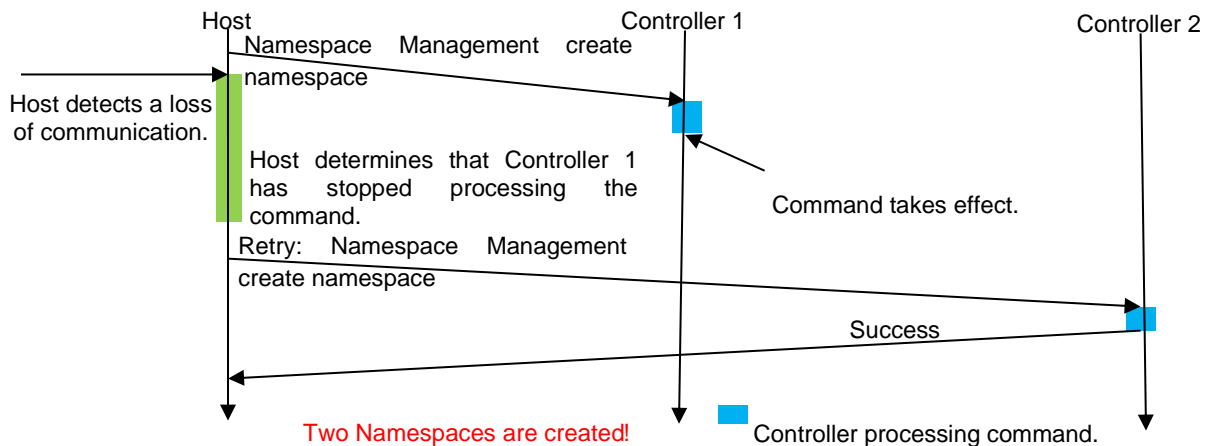 Host
Controller 1
Controller 2
Namespace Management create
namespace
Host detects a loss
of communication.
Host determines that Controller 1
has stopped processing the
command.
Command takes effect.
Retry: Namespace Management
create namespace
Success
Two Namespaces are created!
Controller processing command.